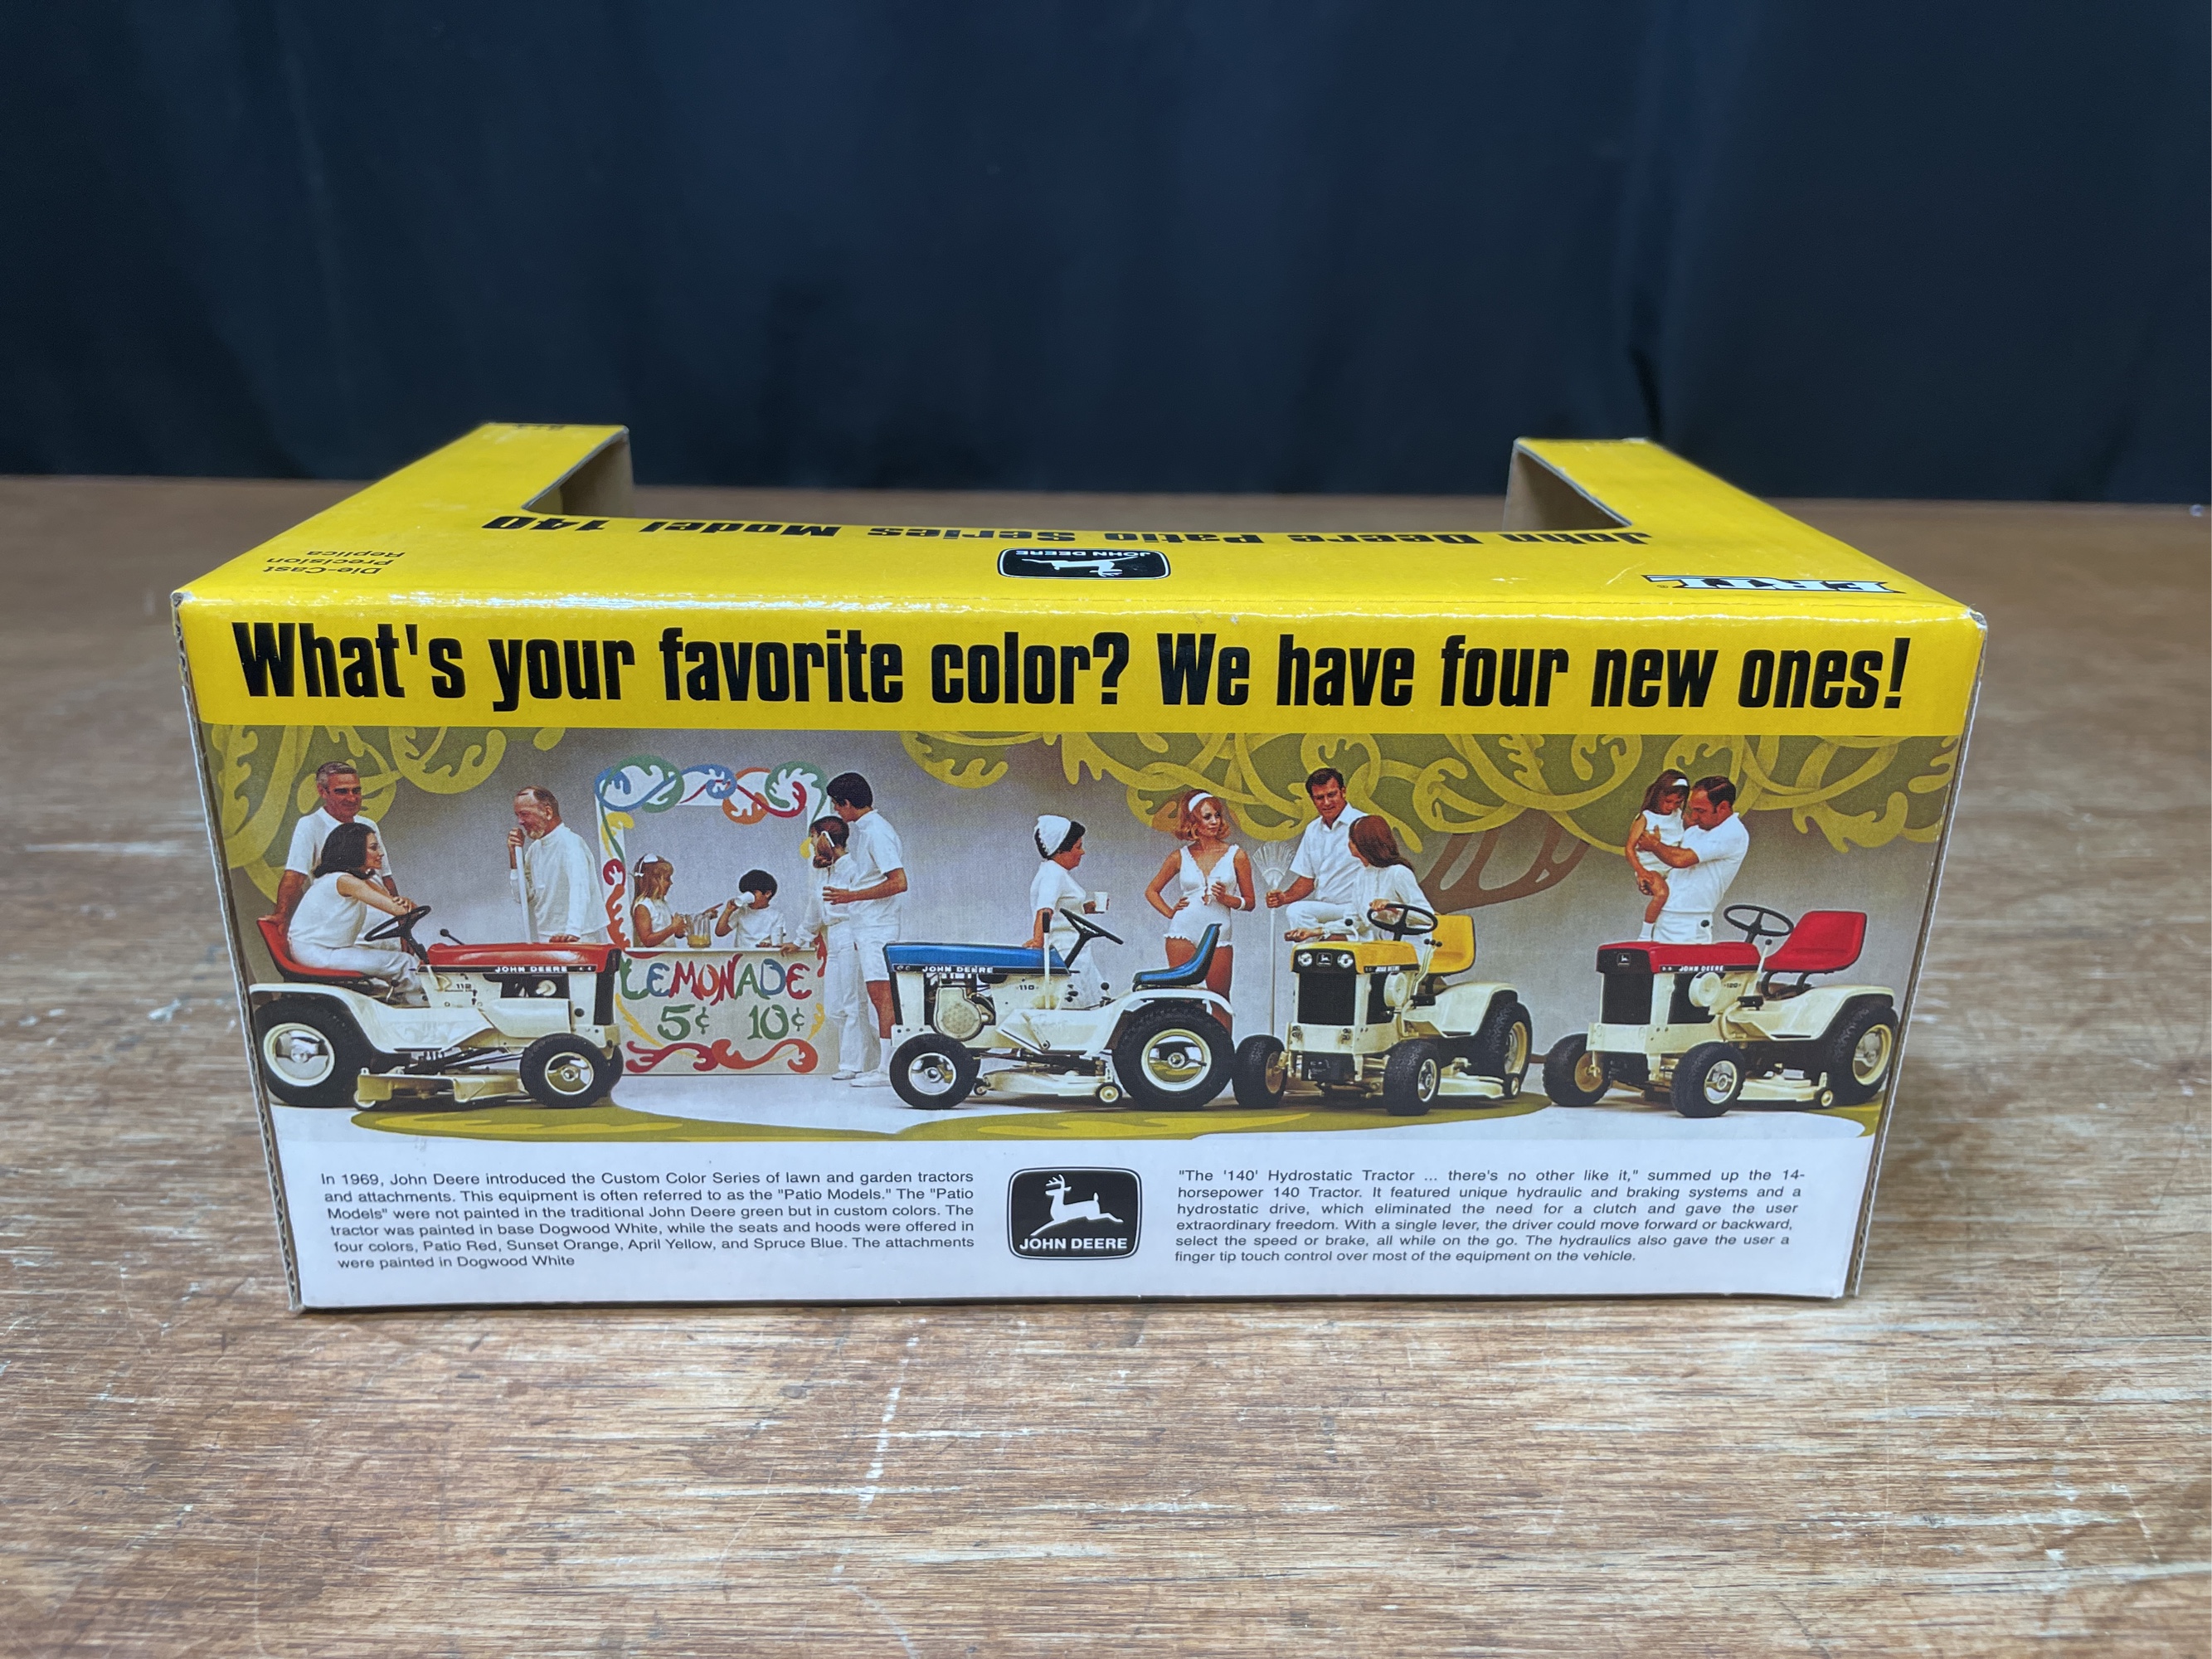 John Deere Patio Series Model 140
Die-Cast
Precision
Replica
JOHN DEERE
ERTL
What's your favorite color? We have four new ones!
JOHN DEERE
112
LEMONADE
5¢ 10¢
JOHN DEERE
110
JOHN DEERE
JOHN DEERE
120
In 1969, John Deere introduced the Custom Color Series of lawn and garden tractors
and attachments. This equipment is often referred to as the "Patio Models." The "Patio
Models" were not painted in the traditional John Deere green but in custom colors. The
tractor was painted in base Dogwood White, while the seats and hoods were offered in
four colors, Patio Red, Sunset Orange, April Yellow, and Spruce Blue. The attachments
were painted in Dogwood White
JOHN DEERE
"The '140' Hydrostatic Tractor ... there's no other like it," summed up the 14-
horsepower 140 Tractor. It featured unique hydraulic and braking systems and a
hydrostatic drive, which eliminated the need for a clutch and gave the user
extraordinary freedom. With a single lever, the driver could move forward or backward,
select the speed or brake, all while on the go. The hydraulics also gave the user a
finger tip touch control over most of the equipment on the vehicle.